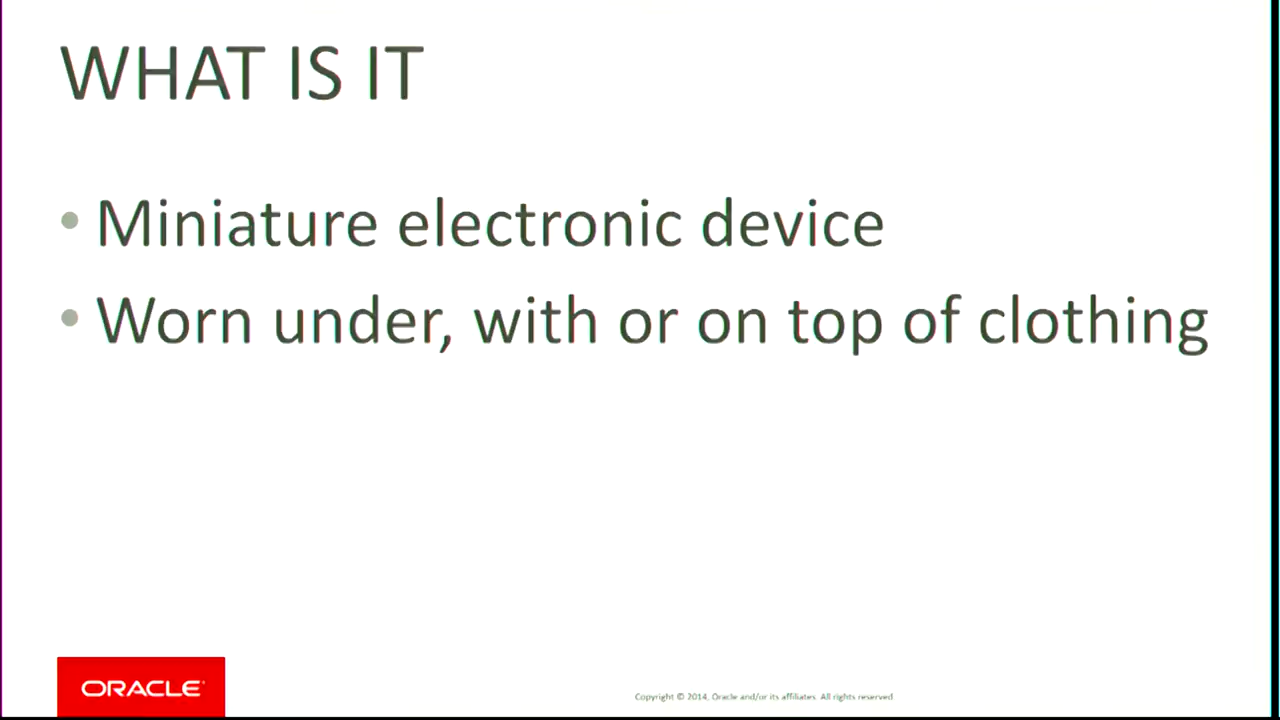 WHAT IS IT
• Miniature electronic device
• Worn under, with or on top of clothing
ORACLE
Copyright © 2014, Oracle and/or its affiliates. All rights reserved